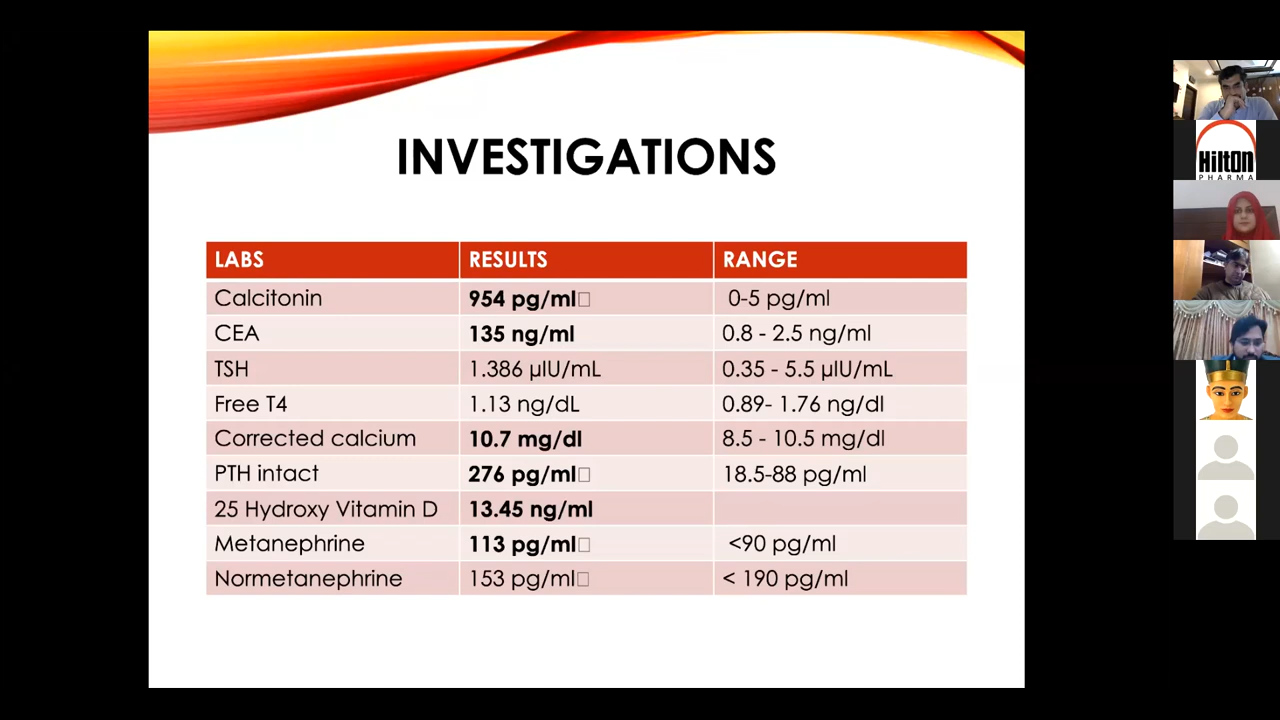 INVESTIGATIONS
LABS RESULTS RANGE
Calcitonin 954 pg/ml□ 0-5 pg/ml
CEA 135 ng/ml 0.8 - 2.5 ng/ml
TSH 1.386 µIU/mL 0.35 - 5.5 µIU/mL
Free T4 1.13 ng/dL 0.89- 1.76 ng/dl
Corrected calcium 10.7 mg/dl 8.5 - 10.5 mg/dl
PTH intact 276 pg/ml□ 18.5-88 pg/ml
25 Hydroxy Vitamin D 13.45 ng/ml
Metanephrine 113 pg/ml□ <90 pg/ml
Normetanephrine 153 pg/ml□ < 190 pg/ml
HiltON
PHARMA